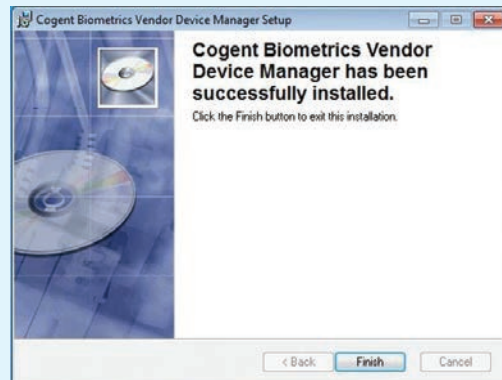 Cogent Biometrics Vendor Device Manager Setup
Cogent Biometrics Vendor
Device Manager has been
successfully installed.
Click the Finish button to exit this installation.
< Back
Finish
Cancel